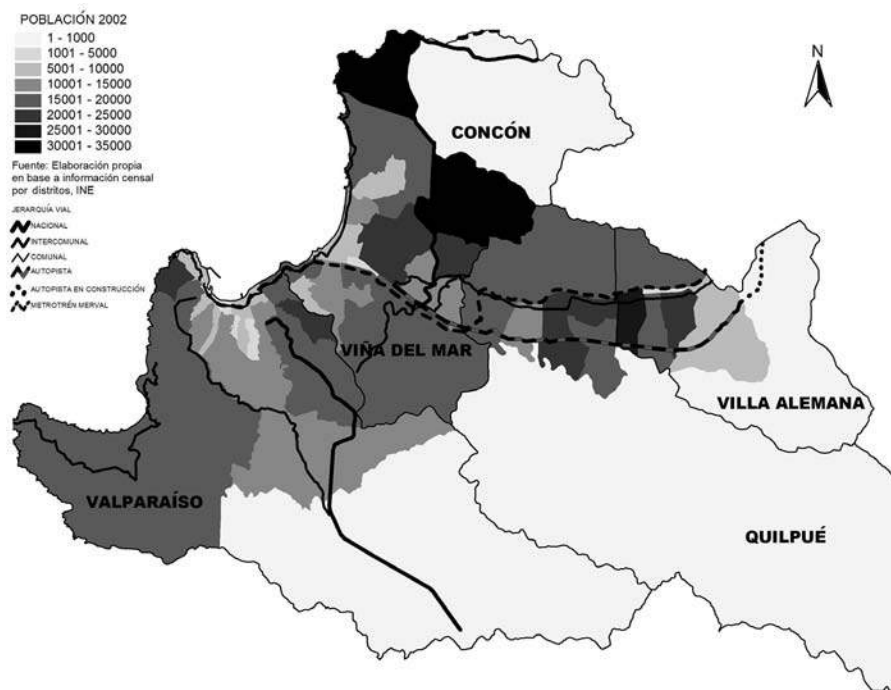 POBLACIÓN 2002
1 - 1000
1001 - 5000
5001 - 10000
10001 - 15000
15001 - 20000
20001 - 25000
25001 - 30000
30001 - 35000
Fuente: Elaboración propia
en base a información censal
por distritos, INE
JERARQUÍA VIAL
NACIONAL
INTERCOMUNAL
COMUNAL
AUTOPISTA
AUTOPISTA EN CONSTRUCCIÓN
METROTRÉN MERVAL
N
CONCÓN
VIÑA DEL MAR
VILLA ALEMANA
VALPARAÍSO
QUILPUÉ